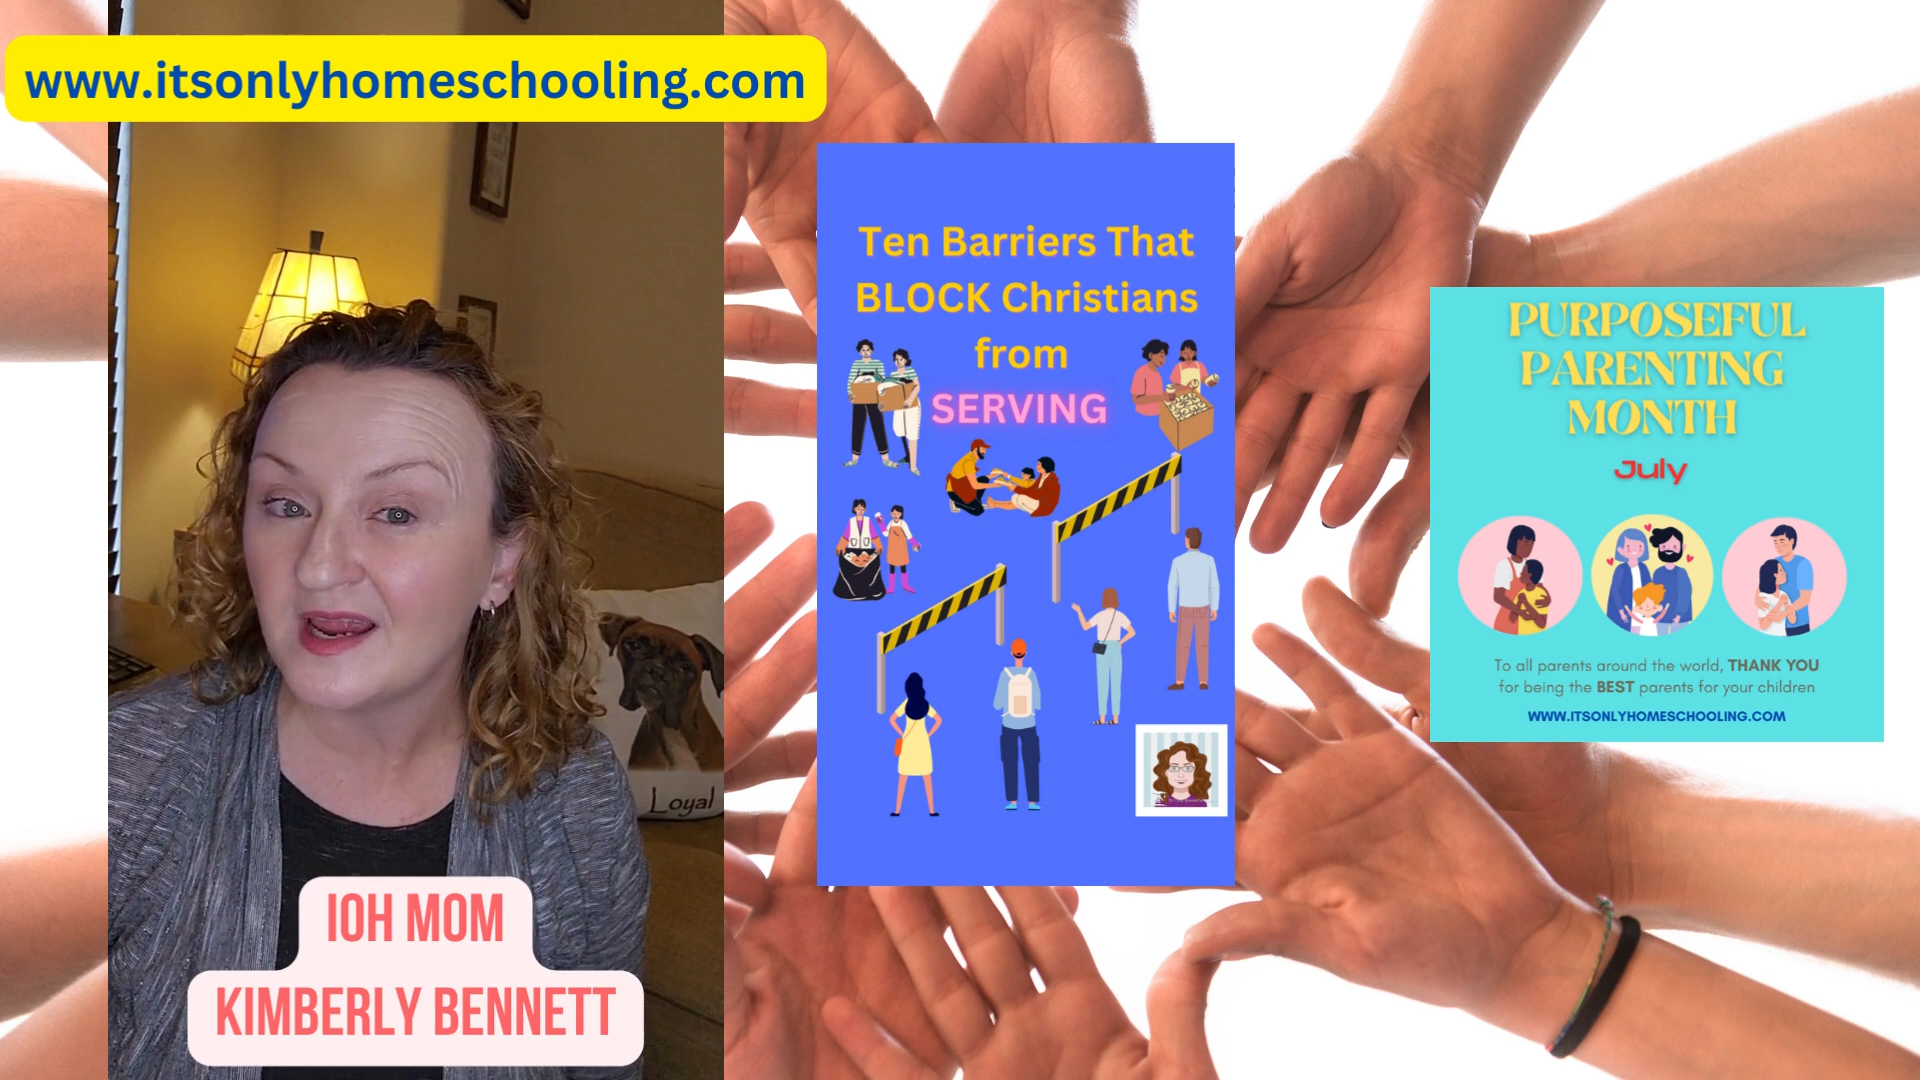 www.itsonlyhomeschooling.com
Loyal
IOH MOM
KIMBERLY BENNETT
Ten Barriers That
BLOCK Christians
from
SERVING
PURPOSEFUL
PARENTING
MONTH
July
To all parents around the world, THANK YOU
for being the BEST parents for your children
WWW.ITSONLYHOMESCHOOLING.COM